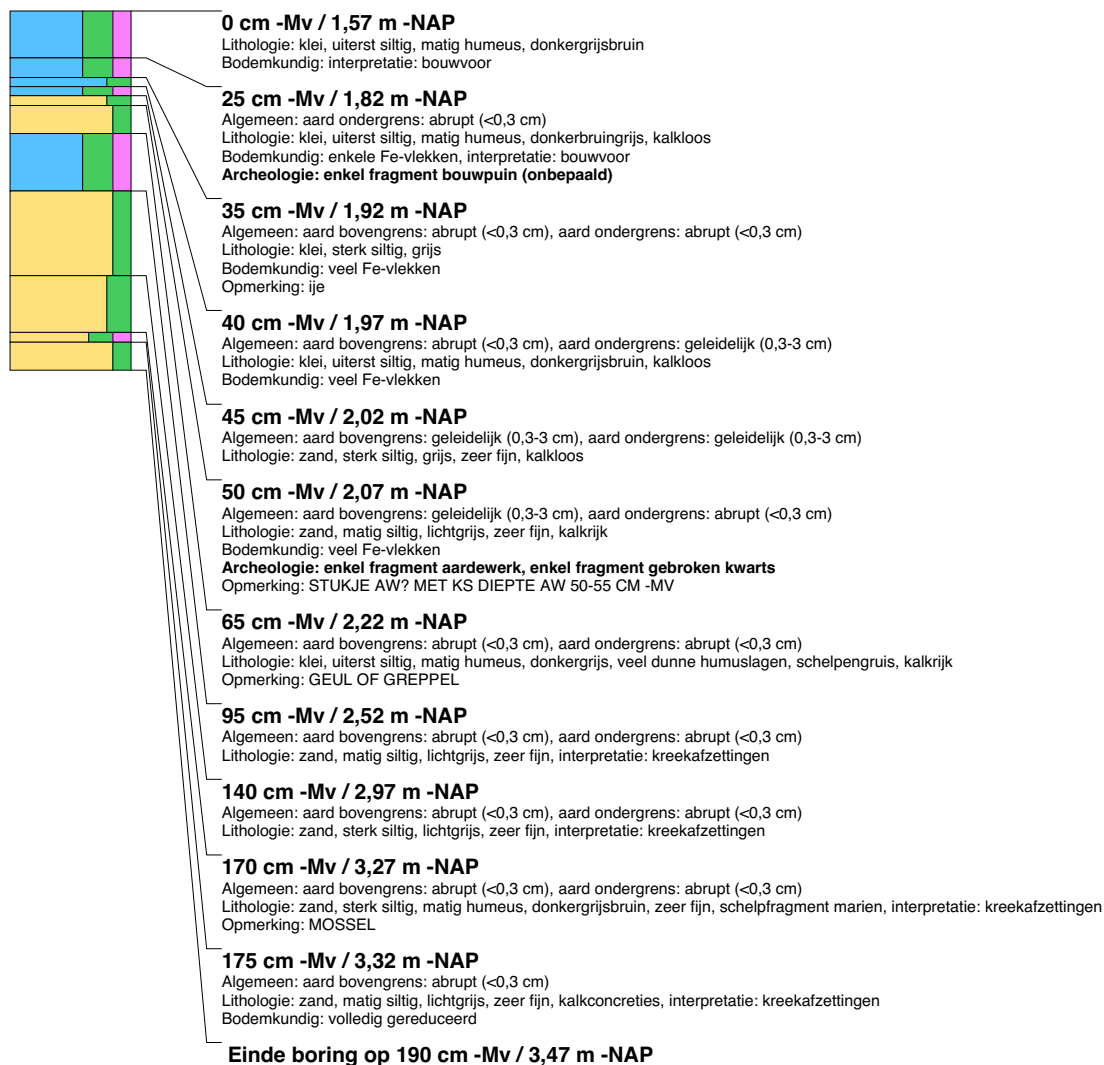 0 cm -Mv / 1,57 m -NAP
Lithologie: klei, uiterst siltig, matig humeus, donkergrijsbruin
Bodemkundig: interpretatie: bouwvoor
25 cm -Mv / 1,82 m -NAP
Algemeen: aard ondergrens: abrupt (<0,3 cm)
Lithologie: klei, uiterst siltig, matig humeus, donkerbruingrijs, kalkloos
Bodemkundig: enkele Fe-vlekken, interpretatie: bouwvoor
Archeologie: enkel fragment bouwpuin (onbepaald)
35 cm -Mv / 1,92 m -NAP
Algemeen: aard bovengrens: abrupt (<0,3 cm), aard ondergrens: abrupt (<0,3 cm)
Lithologie: klei, sterk siltig, grijs
Bodemkundig: veel Fe-vlekken
Opmerking: ije
40 cm -Mv / 1,97 m -NAP
Algemeen: aard bovengrens: abrupt (<0,3 cm), aard ondergrens: geleidelijk (0,3-3 cm)
Lithologie: klei, uiterst siltig, matig humeus, donkergrijsbruin, kalkloos
Bodemkundig: veel Fe-vlekken
45 cm -Mv / 2,02 m -NAP
Algemeen: aard bovengrens: geleidelijk (0,3-3 cm), aard ondergrens: geleidelijk (0,3-3 cm)
Lithologie: zand, sterk siltig, grijs, zeer fijn, kalkloos
50 cm -Mv / 2,07 m -NAP
Algemeen: aard bovengrens: geleidelijk (0,3-3 cm), aard ondergrens: abrupt (<0,3 cm)
Lithologie: zand, matig siltig, lichtgrijs, zeer fijn, kalkrijk
Bodemkundig: veel Fe-vlekken
Archeologie: enkel fragment aardewerk, enkel fragment gebroken kwarts
Opmerking: STUKJE AW? MET KS DIEPTE AW 50-55 CM -MV
65 cm -Mv / 2,22 m -NAP
Algemeen: aard bovengrens: abrupt (<0,3 cm), aard ondergrens: abrupt (<0,3 cm)
Lithologie: klei, uiterst siltig, matig humeus, donkergrijs, veel dunne humuslagen, schelpengruis, kalkrijk
Opmerking: GEUL OF GREPPEL
95 cm -Mv / 2,52 m -NAP
Algemeen: aard bovengrens: abrupt (<0,3 cm), aard ondergrens: abrupt (<0,3 cm)
Lithologie: zand, matig siltig, lichtgrijs, zeer fijn, interpretatie: kreekafzettingen
140 cm -Mv / 2,97 m -NAP
Algemeen: aard bovengrens: abrupt (<0,3 cm), aard ondergrens: abrupt (<0,3 cm)
Lithologie: zand, sterk siltig, lichtgrijs, zeer fijn, interpretatie: kreekafzettingen
170 cm -Mv / 3,27 m -NAP
Algemeen: aard bovengrens: abrupt (<0,3 cm), aard ondergrens: abrupt (<0,3 cm)
Lithologie: zand, sterk siltig, matig humeus, donkergrijsbruin, zeer fijn, schelpfragment marien, interpretatie: kreekafzettingen
Opmerking: MOSSEL
175 cm -Mv / 3,32 m -NAP
Algemeen: aard bovengrens: abrupt (<0,3 cm)
Lithologie: zand, matig siltig, lichtgrijs, zeer fijn, kalkconcreties, interpretatie: kreekafzettingen
Bodemkundig: volledig gereduceerd
Einde boring op 190 cm -Mv / 3,47 m -NAP